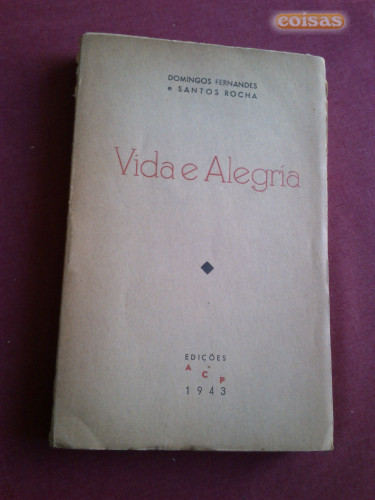 coisas
DOMINGOS FERNANDES
e SANTOS ROCHA
Vida e Alegria
EDIÇÕES
A C P
1943